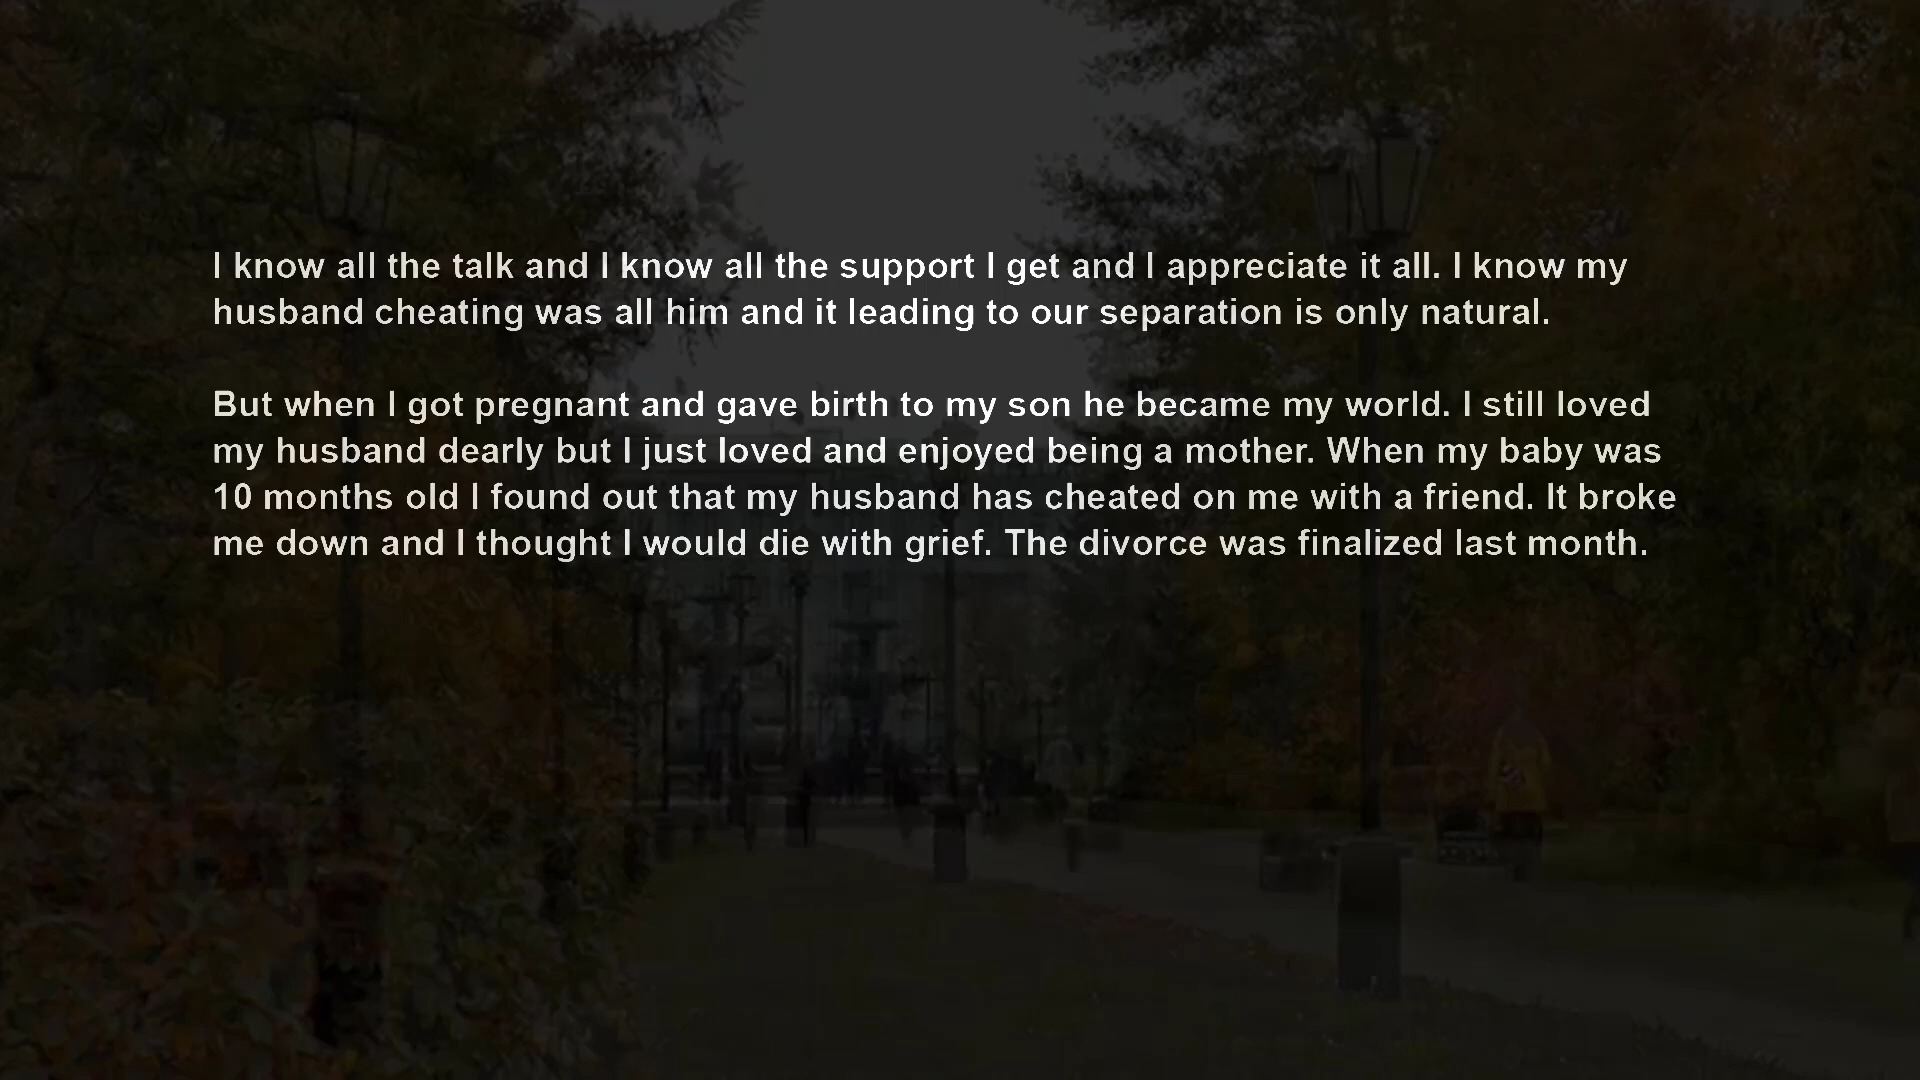 I know all the talk and I know all the support I get and I appreciate it all. I know my
husband cheating was all him and it leading to our separation is only natural.
But when I got pregnant and gave birth to my son he became my world. I still loved
my husband dearly but I just loved and enjoyed being a mother. When my baby was
10 months old I found out that my husband has cheated on me with a friend. It broke
me down and I thought I would die with grief. The divorce was finalized last month.